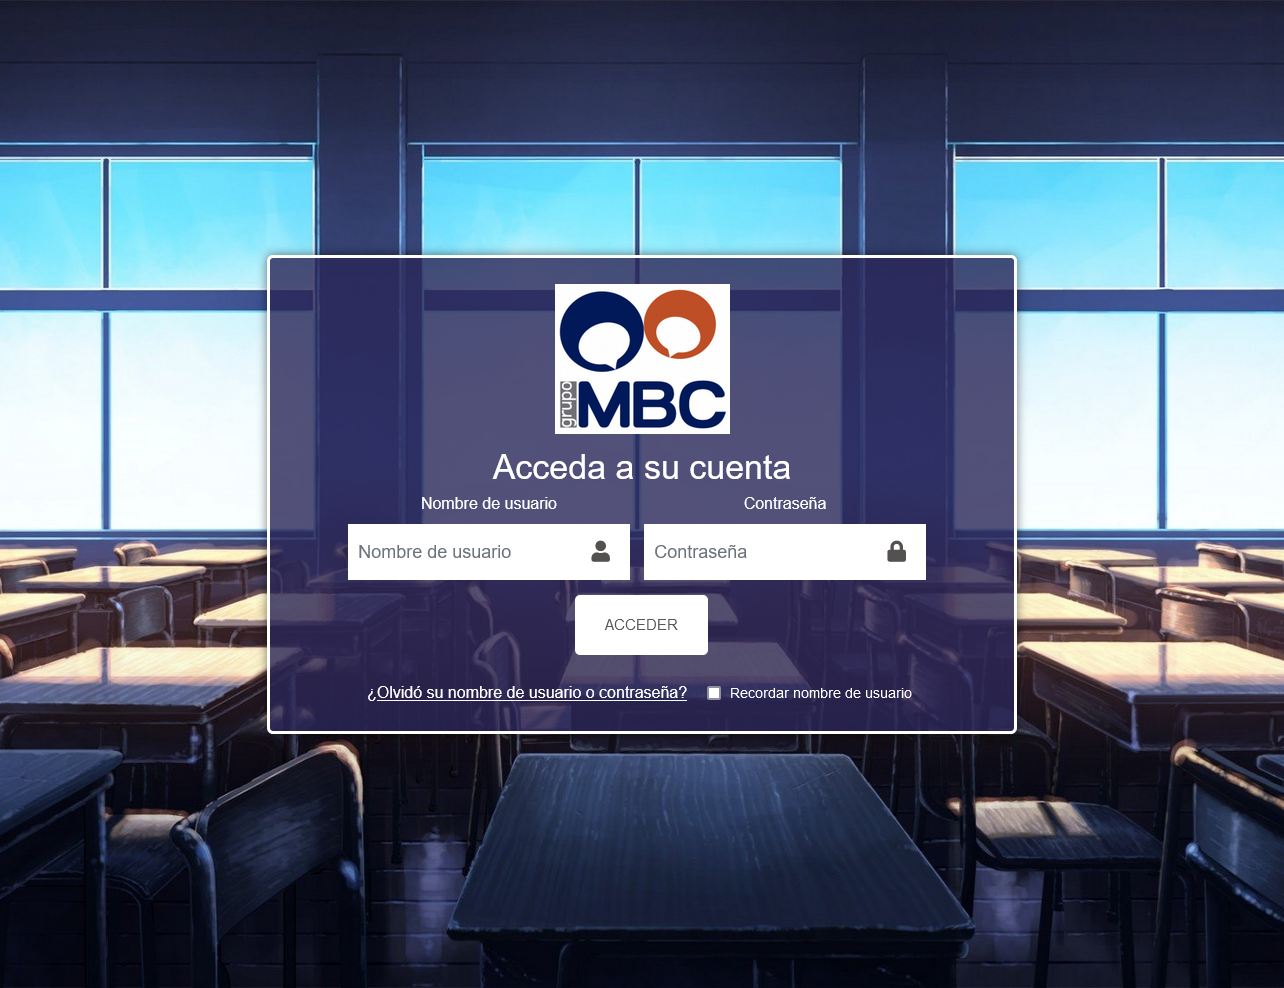 grupo
MBC
Acceda a su cuenta
Nombre de usuario
Contraseña
Nombre de usuario
Contraseña
ACCEDER
¿Olvidó su nombre de usuario o contraseña?
Recordar nombre de usuario